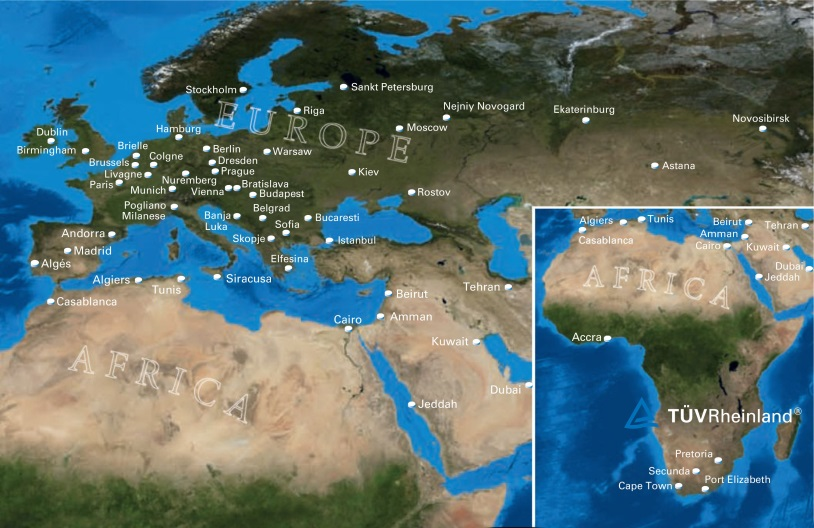 Stockholm
Sankt Petersburg
Riga
Nejniy Novogard
Ekaterinburg
Novosibirsk
Moscow
EUROPE
Dublin
Hamburg
Birmingham
Brielle
Berlin
Warsaw
Brussels
Colgne
Dresden
Astana
Livagne
Prague
Kiev
Paris
Nuremberg
Munich
Vienna
Bratislava
Budapest
Rostov
Pogliano
Milanese
Banja
Luka
Belgrad
Bucaresti
Sofia
Andorra
Skopje
Istanbul
Madrid
Algés
Elfesina
Algiers
Tunis
Siracusa
Tehran
Casablanca
Beirut
Cairo
Amman
Kuwait
AFRICA
Dubai
Jeddah
Algiers
Tunis
Beirut
Tehran
Casablanca
Amman
Cairo
Kuwait
Dubai
Jeddah
AFRICA
Accra
TÜVRheinland®
Pretoria
Secunda
Port Elizabeth
Cape Town